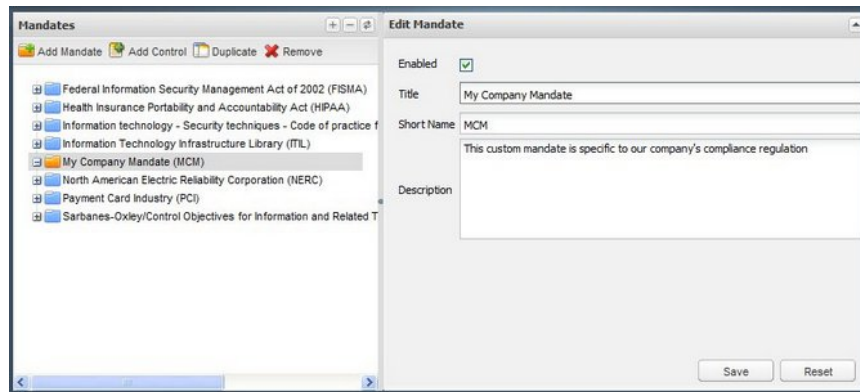 Mandates
Add Mandate Add Control Duplicate Remove
Federal Information Security Management Act of 2002 (FISMA)
Health Insurance Portability and Accountability Act (HIPAA)
Information technology - Security techniques - Code of practice f
Information Technology Infrastructure Library (ITIL)
My Company Mandate (MCM)
North American Electric Reliability Corporation (NERC)
Payment Card Industry (PCI)
Sarbanes-Oxley/Control Objectives for Information and Related T
Edit Mandate
Enabled
Title My Company Mandate
Short Name MCM
Description This custom mandate is specific to our company's compliance regulation
Save Reset